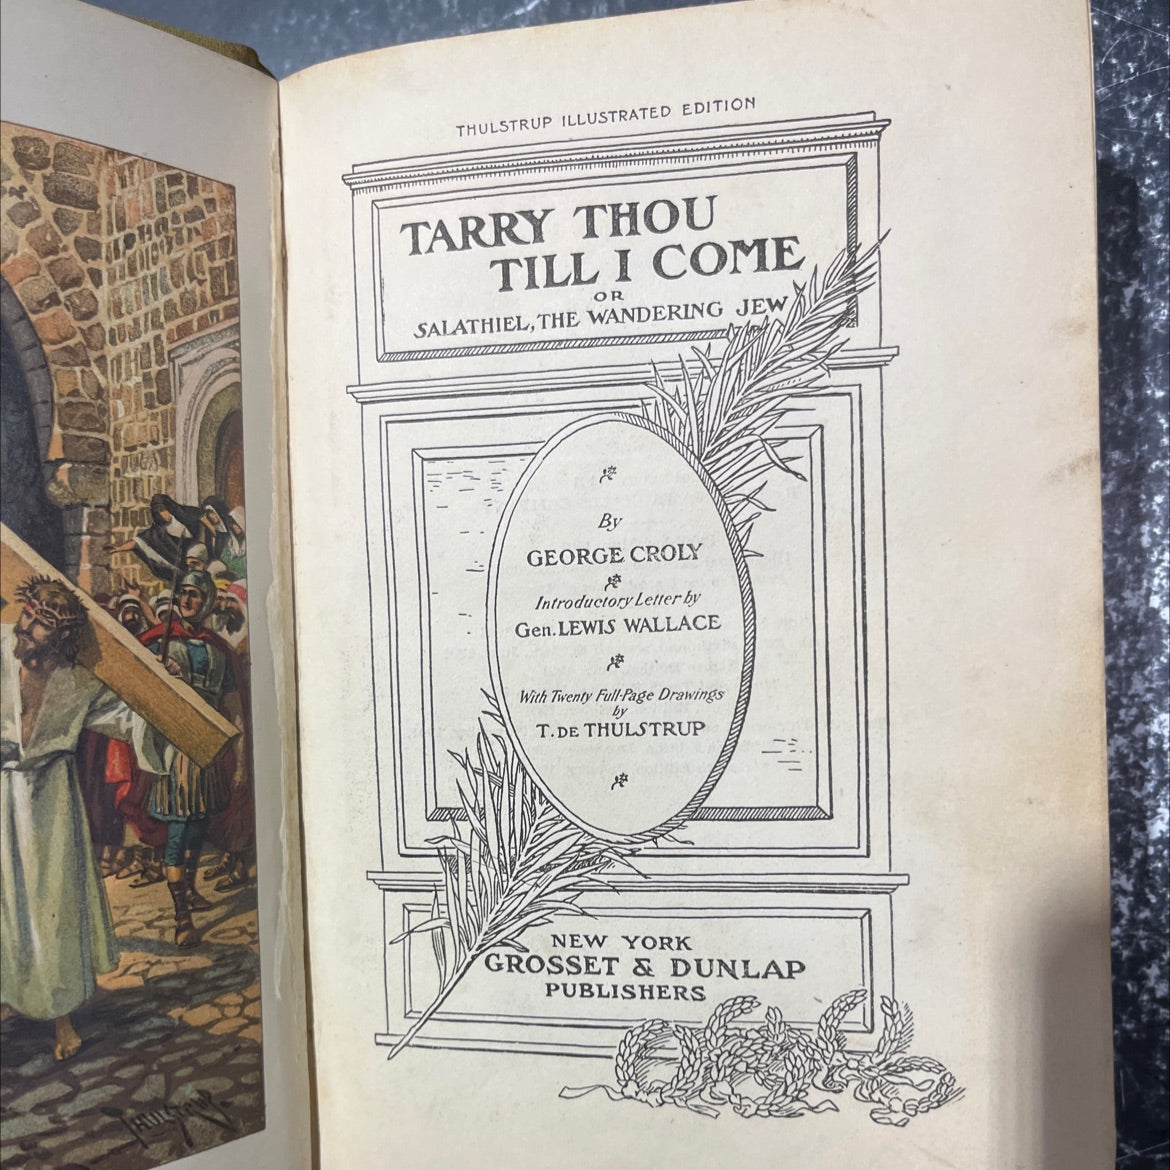 THULSTRUP ILLUSTRATED EDITION
TARRY THOU
TILL I COME
OR
SALATHIEL, THE WANDERING JEW
By
GEORGE CROLY
Introductory Letter by
Gen. LEWIS WALLACE
With Twenty Full-Page Drawings
by
T. DE THULSTRUP
NEW YORK
GROSSET & DUNLAP
PUBLISHERS
THULSTRUP